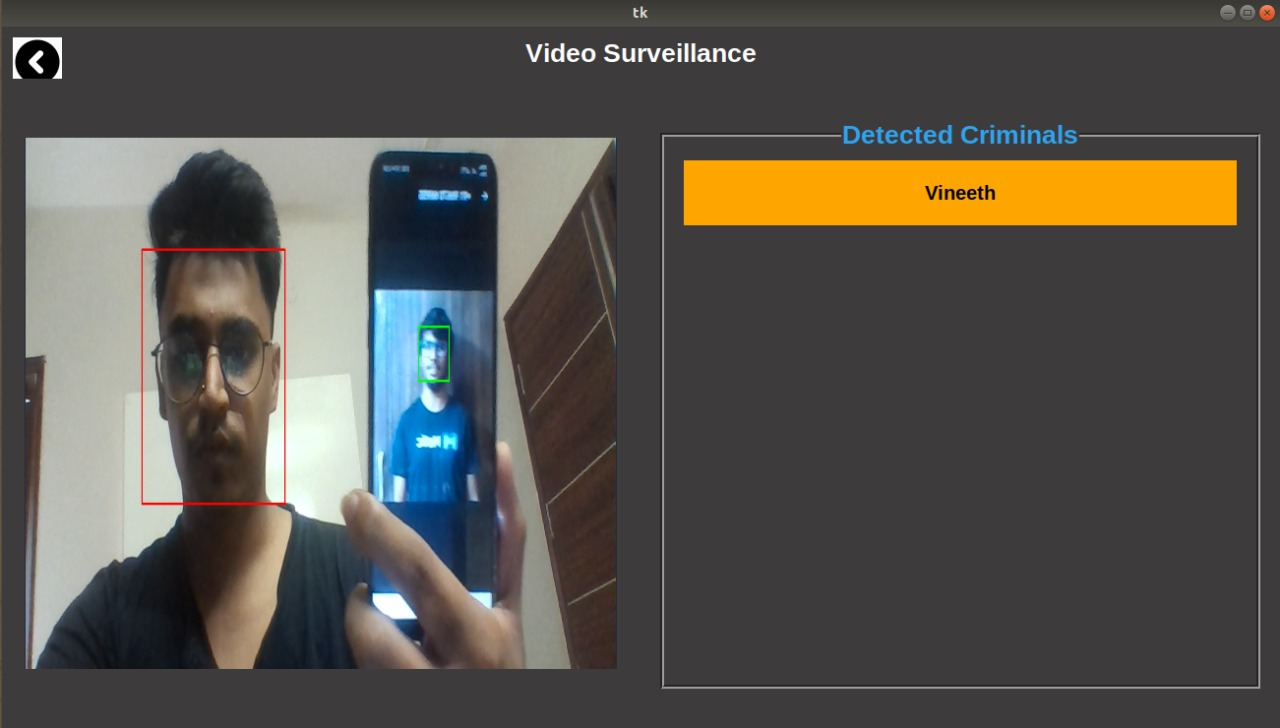 tk
Video Surveillance
Detected Criminals
Vineeth